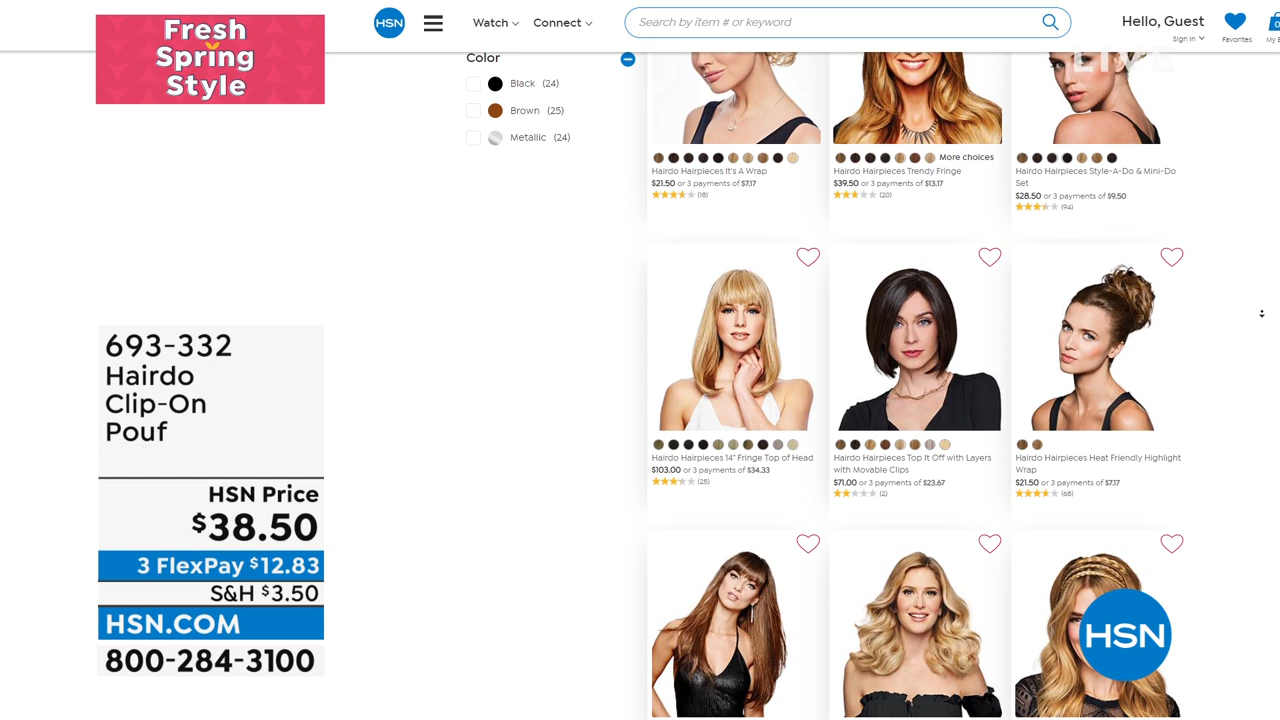 Fresh
Spring
Style
HSN
Watch
Connect
Search by item # or keyword
Hello, Guest
Sign In
Favorites
0
LIVE
Color
Black (24)
Brown (25)
Metallic (24)
Hairdo Hairpieces It's A Wrap
$21.50 or 3 payments of $7.17
(18)
More choices
Hairdo Hairpieces Trendy Fringe
$39.50 or 3 payments of $13.17
(20)
Hairdo Hairpieces Style-A-Do & Mini-Do
Set
$28.50 or 3 payments of $9.50
(94)
693-332
Hairdo
Clip-On
Pouf
HSN Price
$38.50
3 FlexPay $12.83
S&H $3.50
HSN.COM
800-284-3100
Hairdo Hairpieces 14" Fringe Top of Head
$103.00 or 3 payments of $34.33
(25)
Hairdo Hairpieces Top It Off with Layers
with Movable Clips
$71.00 or 3 payments of $23.67
(2)
Hairdo Hairpieces Heat Friendly Highlight
Wrap
$21.50 or 3 payments of $7.17
(68)
HSN